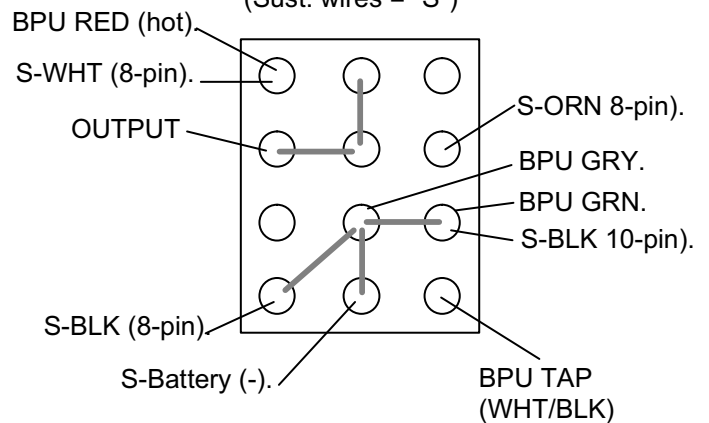 (Sust. wires = "S")
BPU RED (hot).
S-WHT (8-pin).
OUTPUT
S-ORN 8-pin).
BPU GRY.
BPU GRN.
S-BLK 10-pin).
S-BLK (8-pin).
S-Battery (-).
BPU TAP
(WHT/BLK)